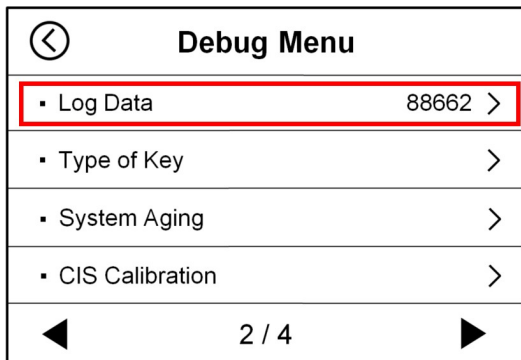 Debug Menu
▪ Log Data 88662
▪ Type of Key
▪ System Aging
▪ CIS Calibration
2 / 4